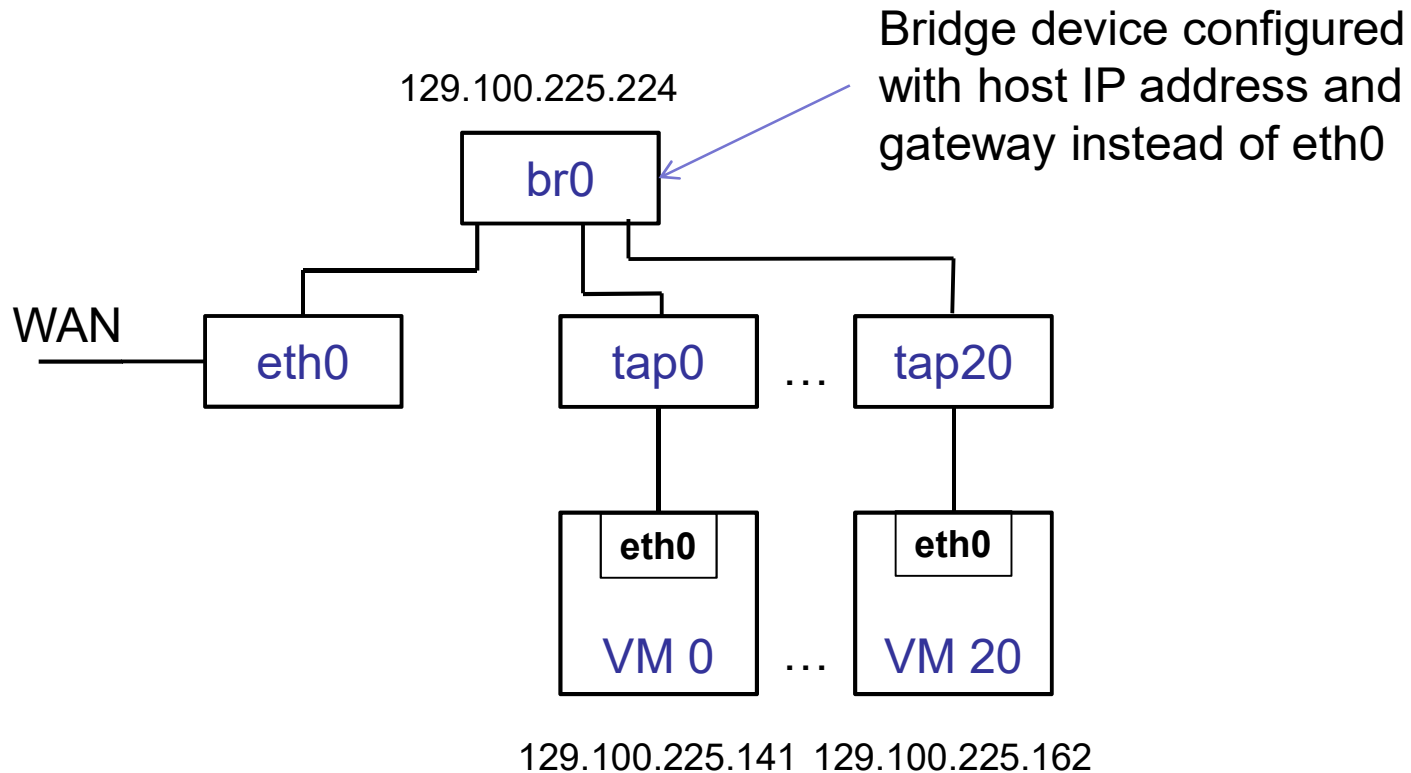 Bridge device configured
with host IP address and
gateway instead of eth0
129.100.225.224
br0
WAN
eth0
tap0
...
tap20
eth0
eth0
VM 0
...
VM 20
129.100.225.141
129.100.225.162